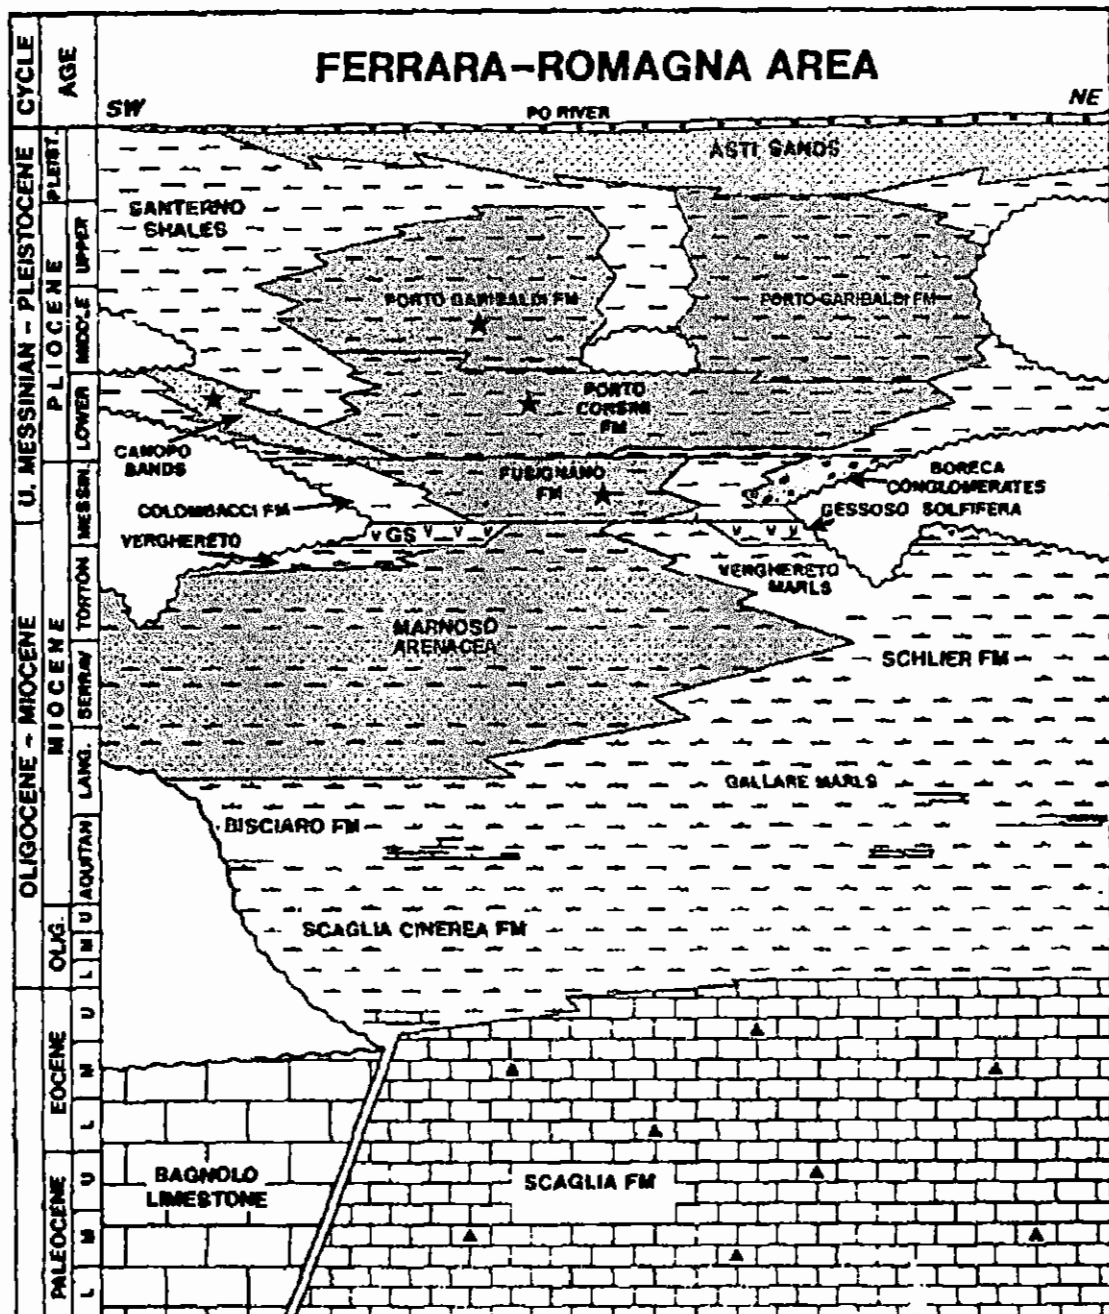 FERRARA-ROMAGNA AREA
CYCLE
AGE
SW
PO RIVER
NE
U. MESSINIAN - PLEISTOCENE
OLIGOCENE - MIOCENE
PLEIST.
PLIOCENE
UPPER
MIDDLE
LOWER
MESSIN.
MIOCENE
TORTON
SERRAV
LANG.
AQUITAN
OLIG.
U
M
L
EOCENE
U
M
L
PALEOCENE
U
M
L
ASTI SANDS
SANTERNO
SHALES
PORTO GARIBALDI FM
PORTO-GARIBALDI FM
PORTO
CORSINI
FM
CANOPO
SANDS
FUSIGNANO
FM
BORECA
CONGLOMERATES
COLOMBACCI FM
GESSOSO SOLFIFERA
VERGHERETO
V GS V V V
V V V
V
VERGHERETO
MARLS
MARNOSO
ARENACEA
SCHLIER FM
GALLARE MARLS
BISCIARO FM
SCAGLIA CINEREA FM
BAGNOLO
LIMESTONE
SCAGLIA FM